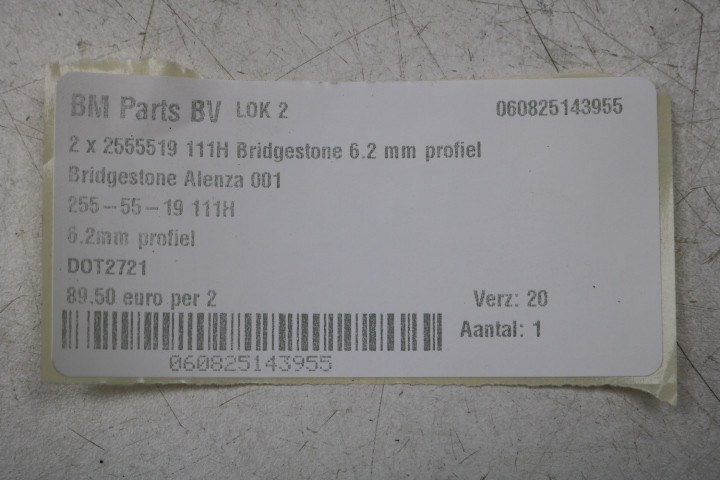 BM Parts BV LOK 2 060825143955
2 x 2555519 111H Bridgestone 6.2 mm profiel
Bridgestone Alenza 001
255-55-19 111H
6.2mm profiel
DOT2721
89.50 euro per 2 Verz: 20
Aantal: 1
060825143955